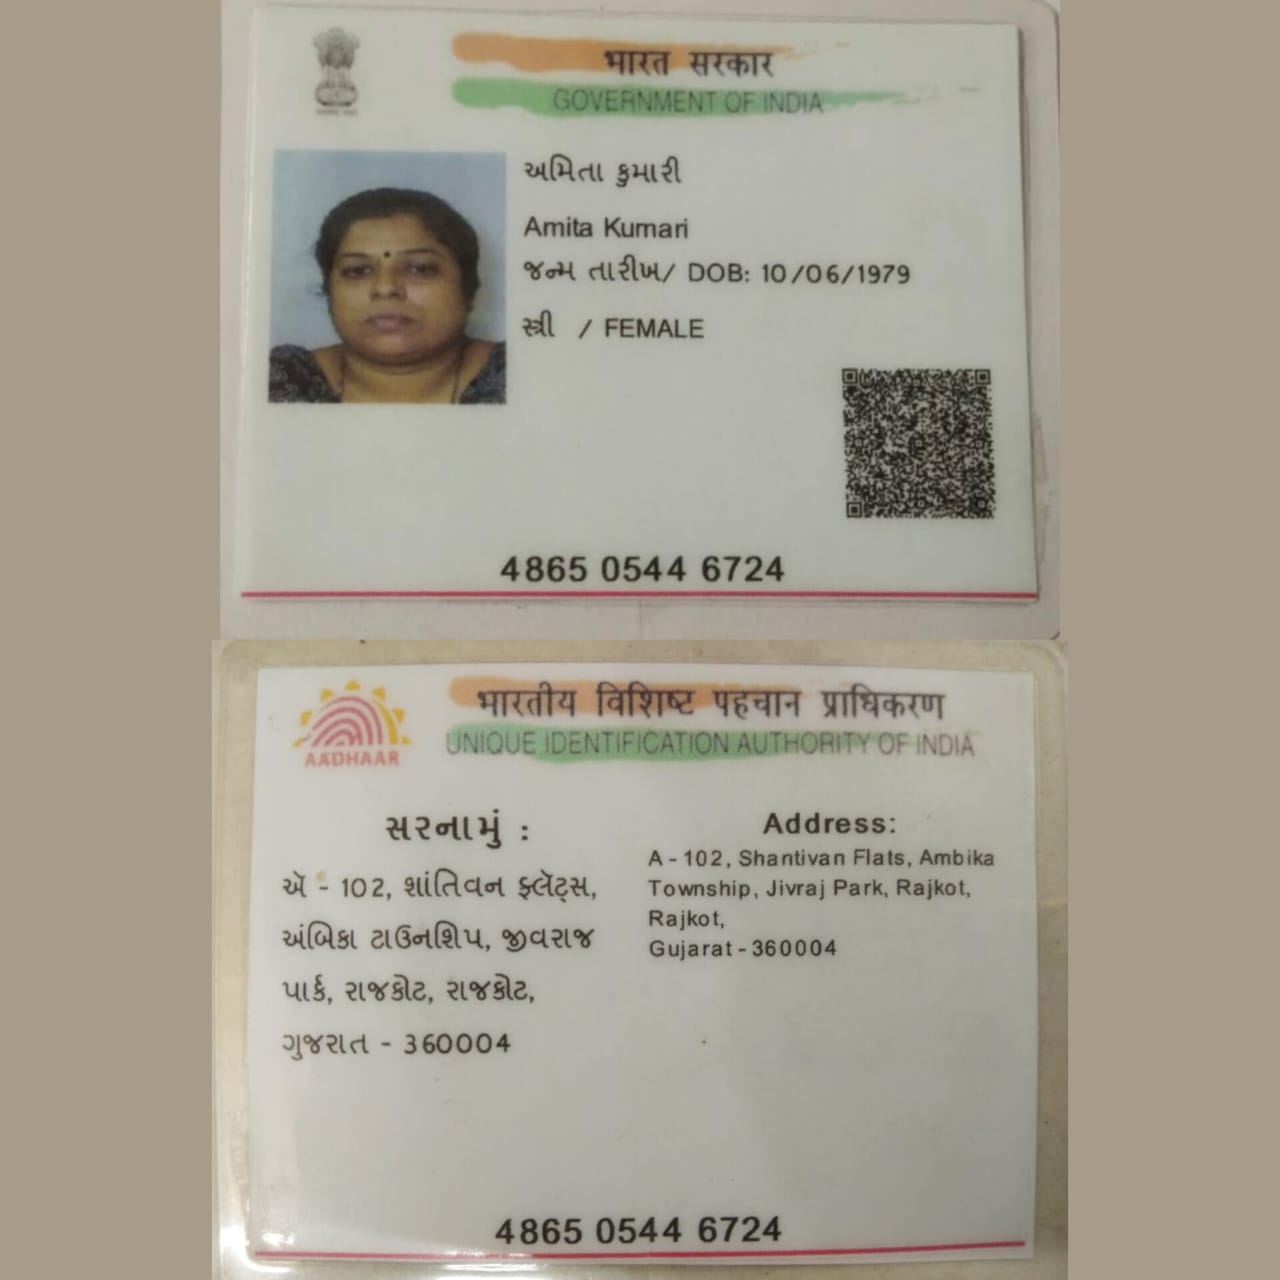 भारत सरकार
GOVERNMENT OF INDIA
અમિતા કુમારી
Amita Kumari
જન્મ તારીખ/ DOB: 10/06/1979
સ્ત્રી / FEMALE
4865 0544 6724
भारतीय विशिष्ट पहचान प्राधिकरण
UNIQUE IDENTIFICATION AUTHORITY OF INDIA
AADHAAR
સરનામું :
એ - 102, શાંતિવન ફ્લૅટ્સ,
અંબિકા ટાઉનશિપ, જીવરાજ
પાર્ક, રાજકોટ, રાજકોટ,
ગુજરાત - 360004
Address:
A - 102, Shantivan Flats, Ambika
Township, Jivraj Park, Rajkot,
Rajkot,
Gujarat - 360004
4865 0544 6724